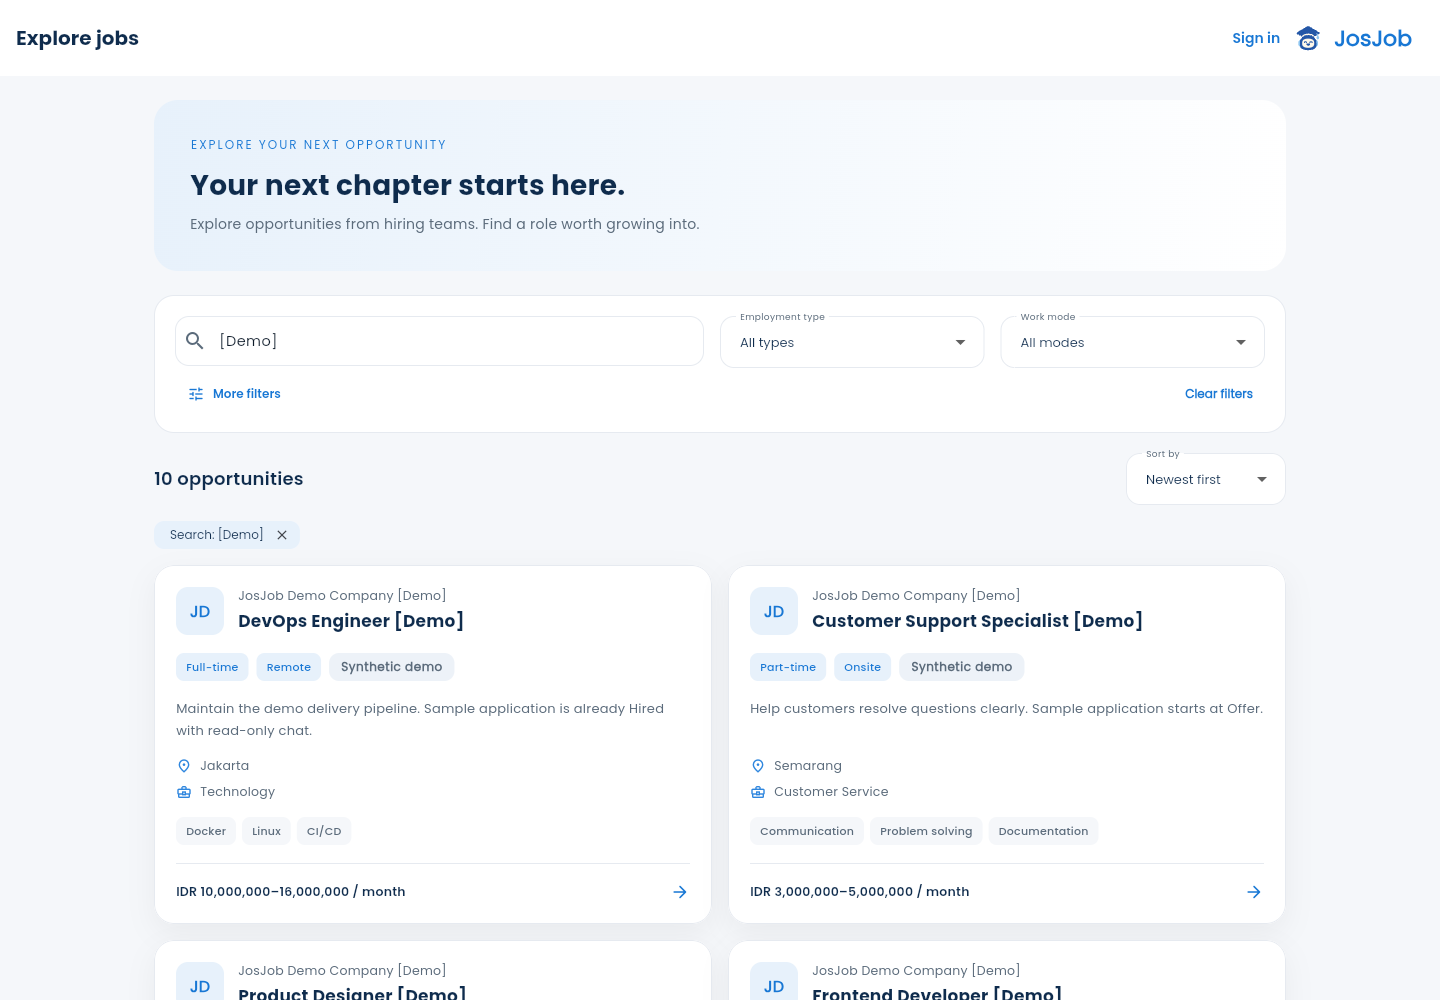 Explore jobs
Sign in
JosJob
EXPLORE YOUR NEXT OPPORTUNITY
Your next chapter starts here.
Explore opportunities from hiring teams. Find a role worth growing into.
[Demo]
Employment type
All types
Work mode
All modes
More filters
Clear filters
10 opportunities
Sort by
Newest first
Search: [Demo]
JD
JosJob Demo Company [Demo]
DevOps Engineer [Demo]
Full-time
Remote
Synthetic demo
Maintain the demo delivery pipeline. Sample application is already Hired
with read-only chat.
Jakarta
Technology
Docker
Linux
CI/CD
IDR 10,000,000–16,000,000 / month
JD
JosJob Demo Company [Demo]
Customer Support Specialist [Demo]
Part-time
Onsite
Synthetic demo
Help customers resolve questions clearly. Sample application starts at Offer.
Semarang
Customer Service
Communication
Problem solving
Documentation
IDR 3,000,000–5,000,000 / month
JD
JosJob Demo Company [Demo]
Product Designer [Demo]
JD
JosJob Demo Company [Demo]
Frontend Developer [Demo]